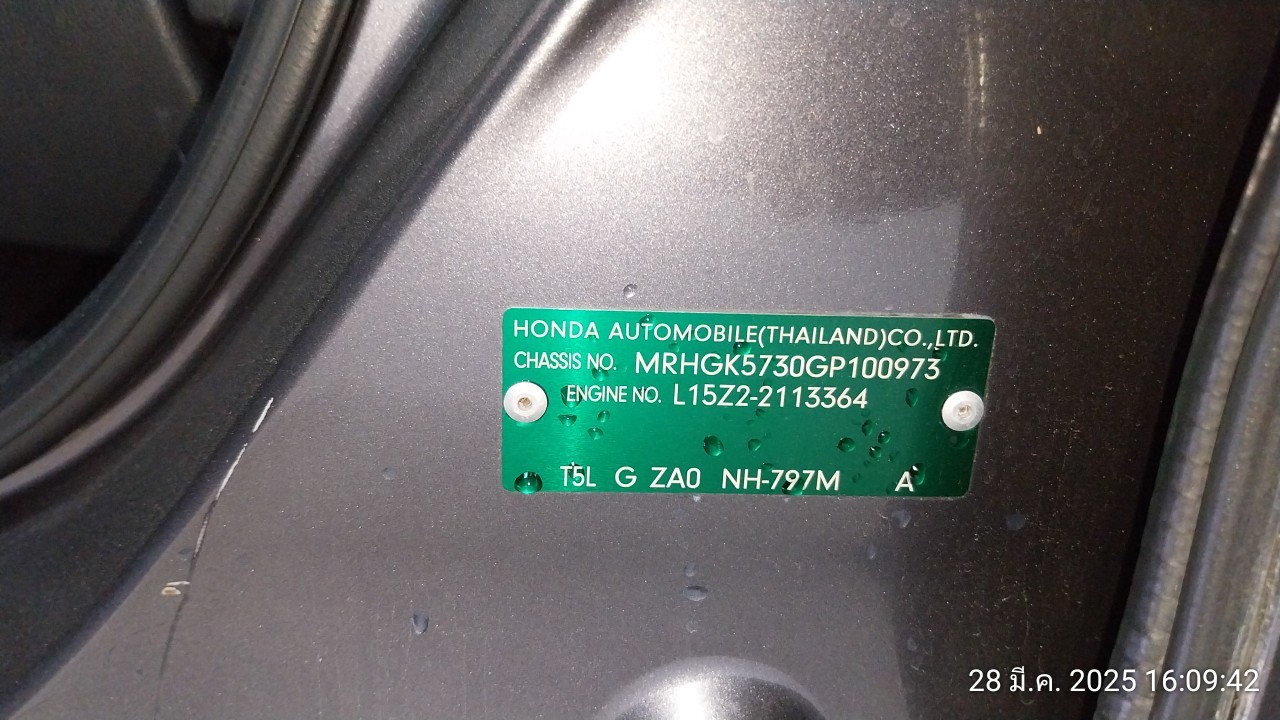 HONDA AUTOMOBILE(THAILAND)CO.,LTD.
CHASSIS NO. MRHGK5730GP100973
ENGINE NO. L15Z2-2113364
T5L G ZA0 NH-797M A
28 มี.ค. 2025 16:09:42